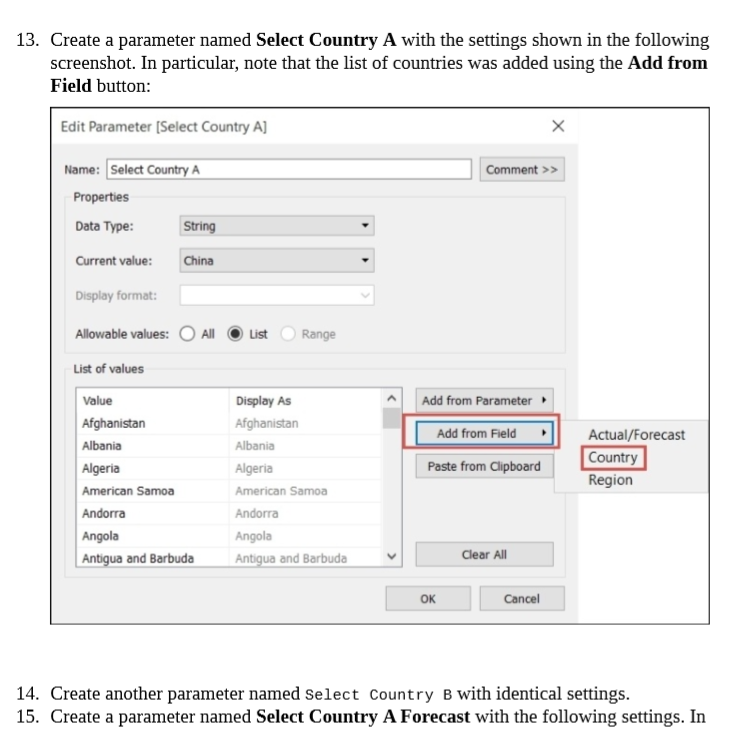 13. Create a parameter named Select Country A with the settings shown in the following
screenshot. In particular, note that the list of countries was added using the Add from
Field button:
Edit Parameter [Select Country A]
Name: Select Country A Comment >>
Properties
Data Type: String
Current value: China
Display format:
Allowable values: All List Range
List of values
Value Display As Add from Parameter
Afghanistan Afghanistan
Add from Field Actual/Forecast
Albania Albania
Country
Algeria Algeria Paste from Clipboard
Region
American Samoa American Samoa
Andorra Andorra
Angola Angola
Antigua and Barbuda Antigua and Barbuda Clear All
OK Cancel
14. Create another parameter named Select Country B with identical settings.
15. Create a parameter named Select Country A Forecast with the following settings. In